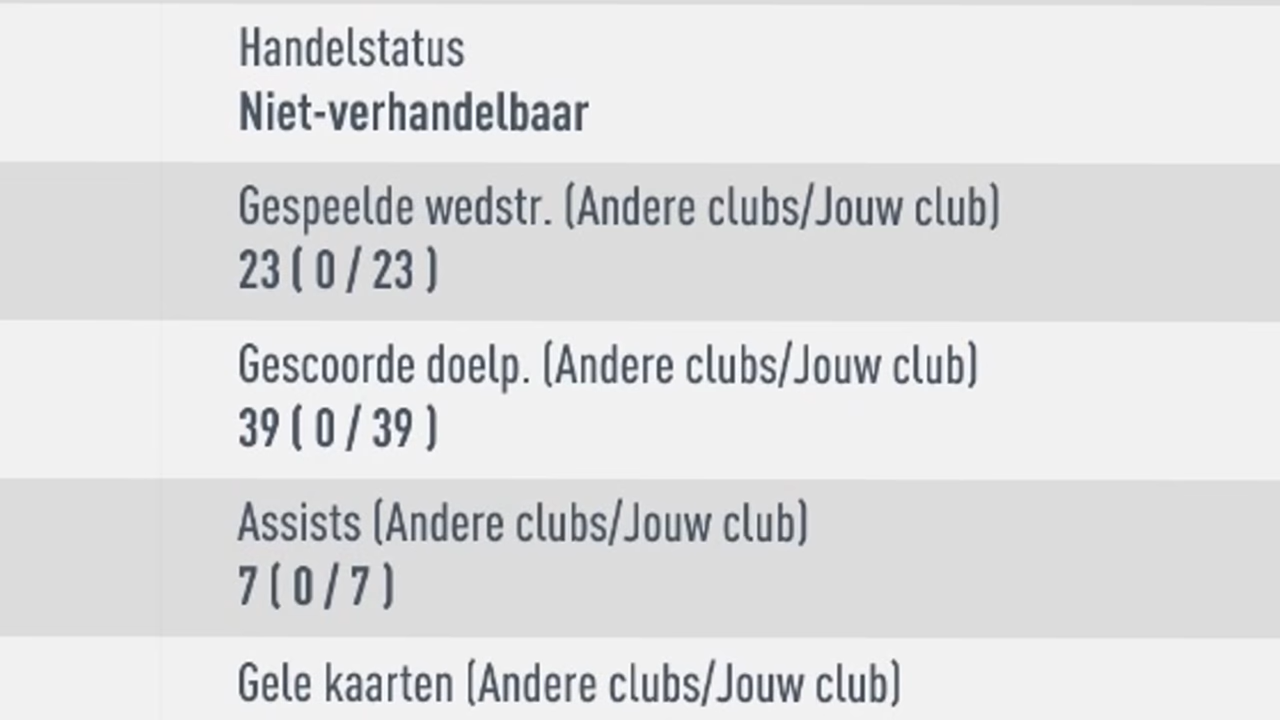 Handelstatus
Niet-verhandelbaar
Gespeelde wedstr. (Andere clubs/Jouw club)
23 ( 0 / 23 )
Gescoorde doelp. (Andere clubs/Jouw club)
39 ( 0 / 39 )
Assists (Andere clubs/Jouw club)
7 ( 0 / 7 )
Gele kaarten (Andere clubs/Jouw club)